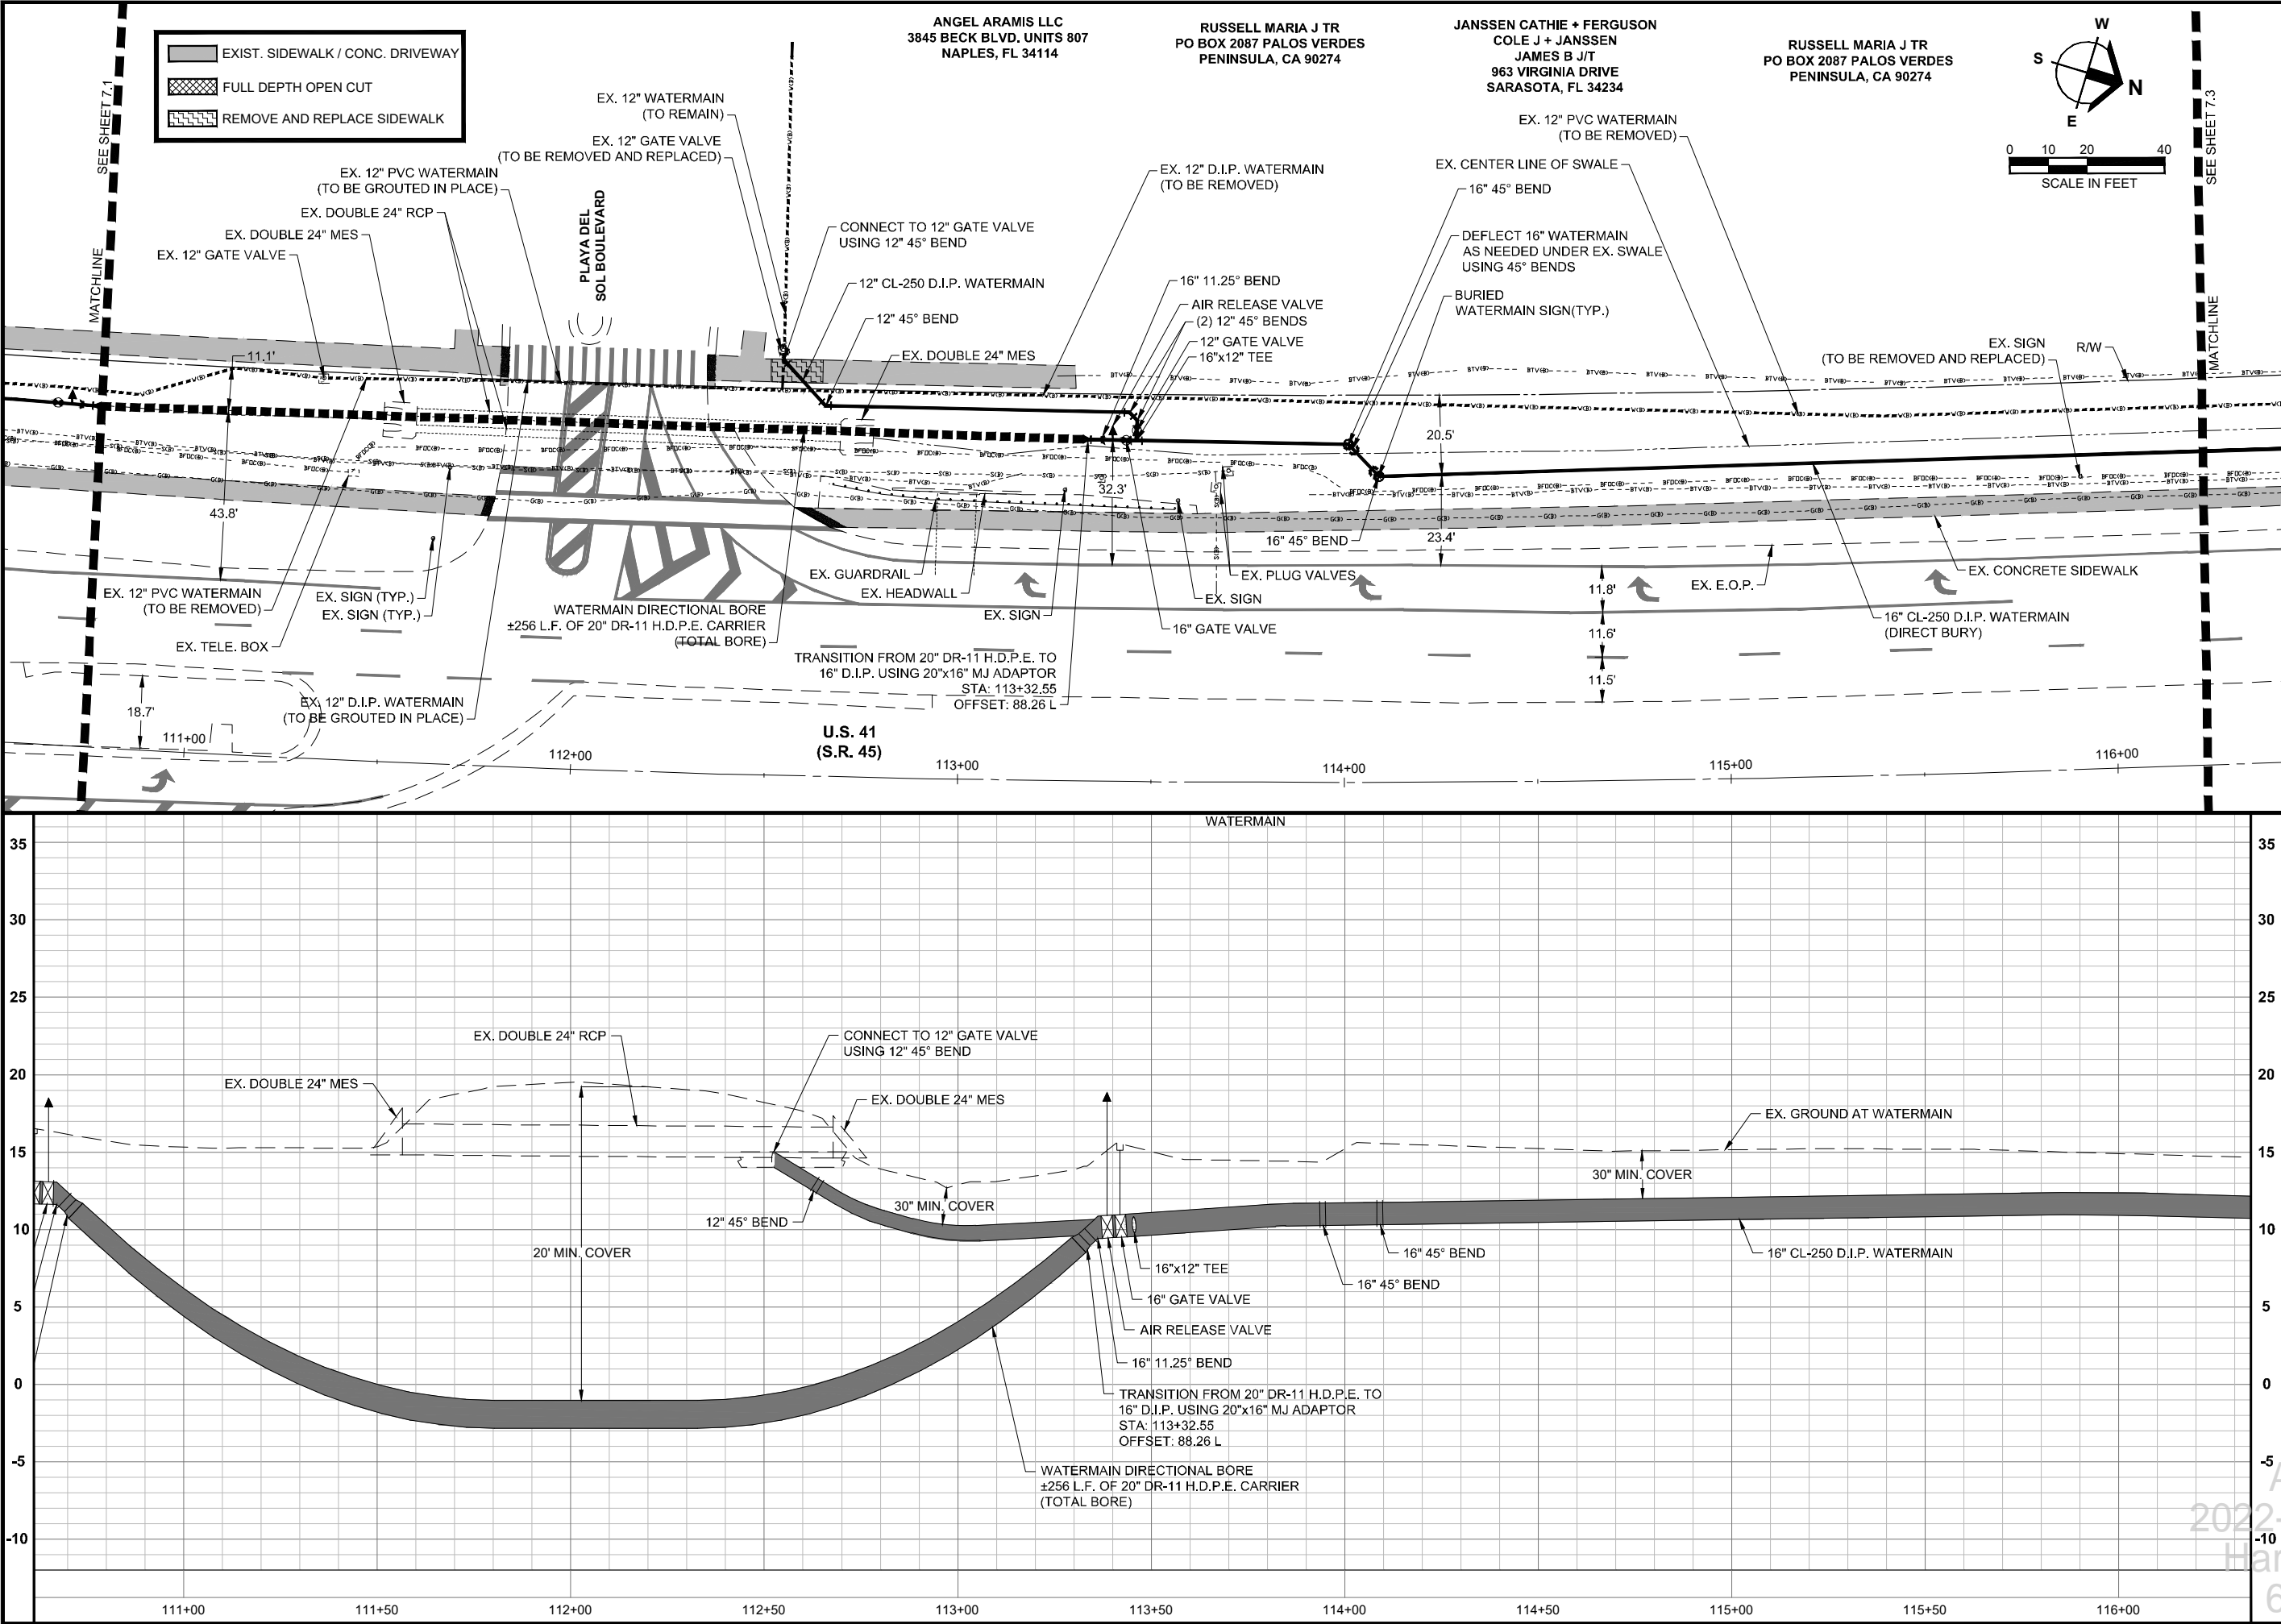 EXIST. SIDEWALK / CONC. DRIVEWAY
FULL DEPTH OPEN CUT
REMOVE AND REPLACE SIDEWALK
SEE SHEET 7.1
MATCHLINE
ANGEL ARAMIS LLC
3845 BECK BLVD. UNITS 807
NAPLES, FL 34114
RUSSELL MARIA J TR
PO BOX 2087 PALOS VERDES
PENINSULA, CA 90274
JANSSEN CATHIE + FERGUSON
COLE J + JANSSEN
JAMES B J/T
963 VIRGINIA DRIVE
SARASOTA, FL 34234
RUSSELL MARIA J TR
PO BOX 2087 PALOS VERDES
PENINSULA, CA 90274
W
S
N
E
0 10 20 40
SCALE IN FEET
SEE SHEET 7.3
MATCHLINE
EX. 12" WATERMAIN
(TO REMAIN)
EX. 12" GATE VALVE
(TO BE REMOVED AND REPLACED)
EX. 12" PVC WATERMAIN
(TO BE GROUTED IN PLACE)
EX. DOUBLE 24" RCP
EX. DOUBLE 24" MES
EX. 12" GATE VALVE
PLAYA DEL
SOL BOULEVARD
CONNECT TO 12" GATE VALVE
USING 12" 45° BEND
12" CL-250 D.I.P. WATERMAIN
12" 45° BEND
EX. DOUBLE 24" MES
EX. 12" D.I.P. WATERMAIN
(TO BE REMOVED)
16" 11.25° BEND
AIR RELEASE VALVE
(2) 12" 45° BENDS
12" GATE VALVE
16"x12" TEE
EX. 12" PVC WATERMAIN
(TO BE REMOVED)
EX. CENTER LINE OF SWALE
16" 45° BEND
DEFLECT 16" WATERMAIN
AS NEEDED UNDER EX. SWALE
USING 45° BENDS
BURIED
WATERMAIN SIGN(TYP.)
EX. SIGN
(TO BE REMOVED AND REPLACED)
R/W
11.1'
43.8'
20.5'
32.3'
23.4'
16" 45° BEND
EX. PLUG VALVES
EX. GUARDRAIL
EX. HEADWALL
EX. SIGN
EX. SIGN
16" GATE VALVE
EX. E.O.P.
EX. CONCRETE SIDEWALK
16" CL-250 D.I.P. WATERMAIN
(DIRECT BURY)
11.8'
11.6'
11.5'
EX. 12" PVC WATERMAIN
(TO BE REMOVED)
EX. SIGN (TYP.)
EX. SIGN (TYP.)
EX. TELE. BOX
WATERMAIN DIRECTIONAL BORE
±256 L.F. OF 20" DR-11 H.D.P.E. CARRIER
(TOTAL BORE)
TRANSITION FROM 20" DR-11 H.D.P.E. TO
16" D.I.P. USING 20"x16" MJ ADAPTOR
STA: 113+32.55
OFFSET: 88.26 L
EX. 12" D.I.P. WATERMAIN
(TO BE GROUTED IN PLACE)
18.7'
U.S. 41
(S.R. 45)
111+00
112+00
113+00
114+00
115+00
116+00
WATERMAIN
35 35
30 30
25 25
20 20
15 15
10 10
5 5
0 0
-5 -5
-10 -10
EX. DOUBLE 24" RCP
EX. DOUBLE 24" MES
CONNECT TO 12" GATE VALVE
USING 12" 45° BEND
EX. DOUBLE 24" MES
EX. GROUND AT WATERMAIN
30" MIN. COVER
30" MIN. COVER
12" 45° BEND
20' MIN. COVER
16"x12" TEE
16" GATE VALVE
AIR RELEASE VALVE
16" 11.25° BEND
16" 45° BEND
16" 45° BEND
16" CL-250 D.I.P. WATERMAIN
TRANSITION FROM 20" DR-11 H.D.P.E. TO
16" D.I.P. USING 20"x16" MJ ADAPTOR
STA: 113+32.55
OFFSET: 88.26 L
WATERMAIN DIRECTIONAL BORE
±256 L.F. OF 20" DR-11 H.D.P.E. CARRIER
(TOTAL BORE)
2022-
111+00 111+50 112+00 112+50 113+00 113+50 114+00 114+50 115+00 115+50 116+00